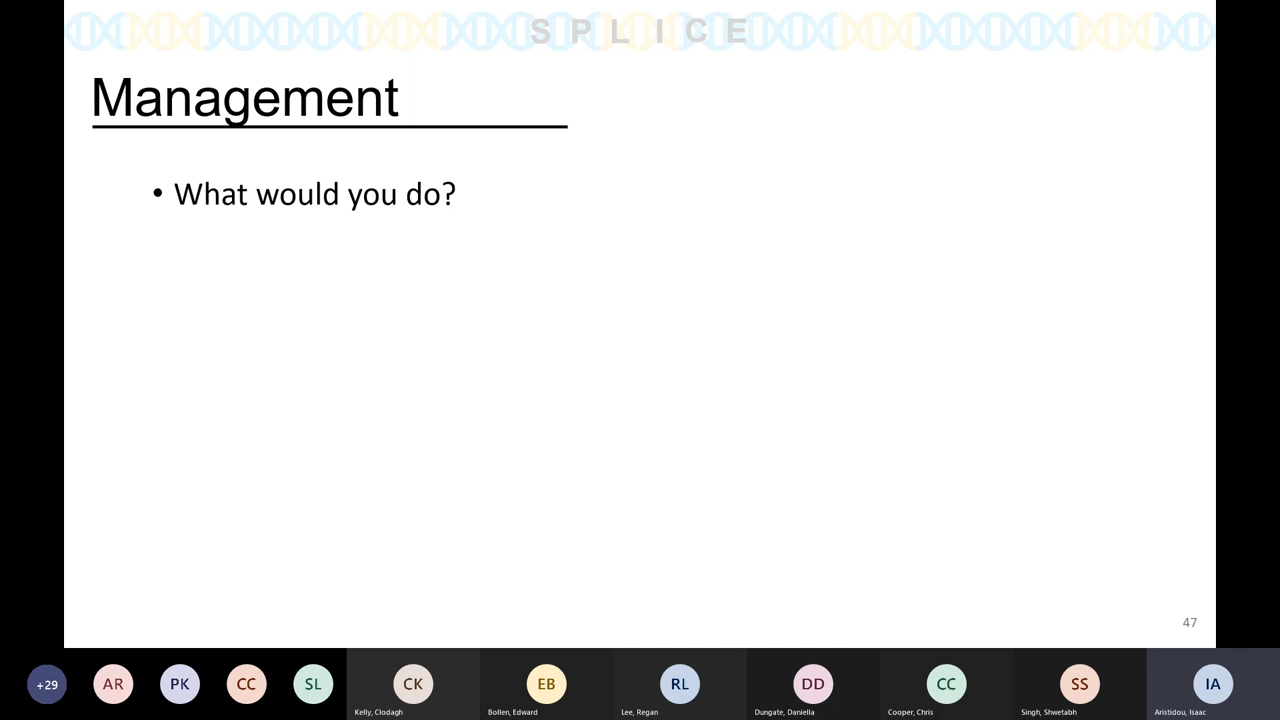 S P L I C E
Management
• What would you do?
47
+29
AR
PK
CC
SL
CK
EB
RL
DD
CC
SS
IA
Kelly, Clodagh
Bollen, Edward
Lee, Regan
Dungate, Daniella
Cooper, Chris
Singh, Shwetabh
Aristidou, Isaac